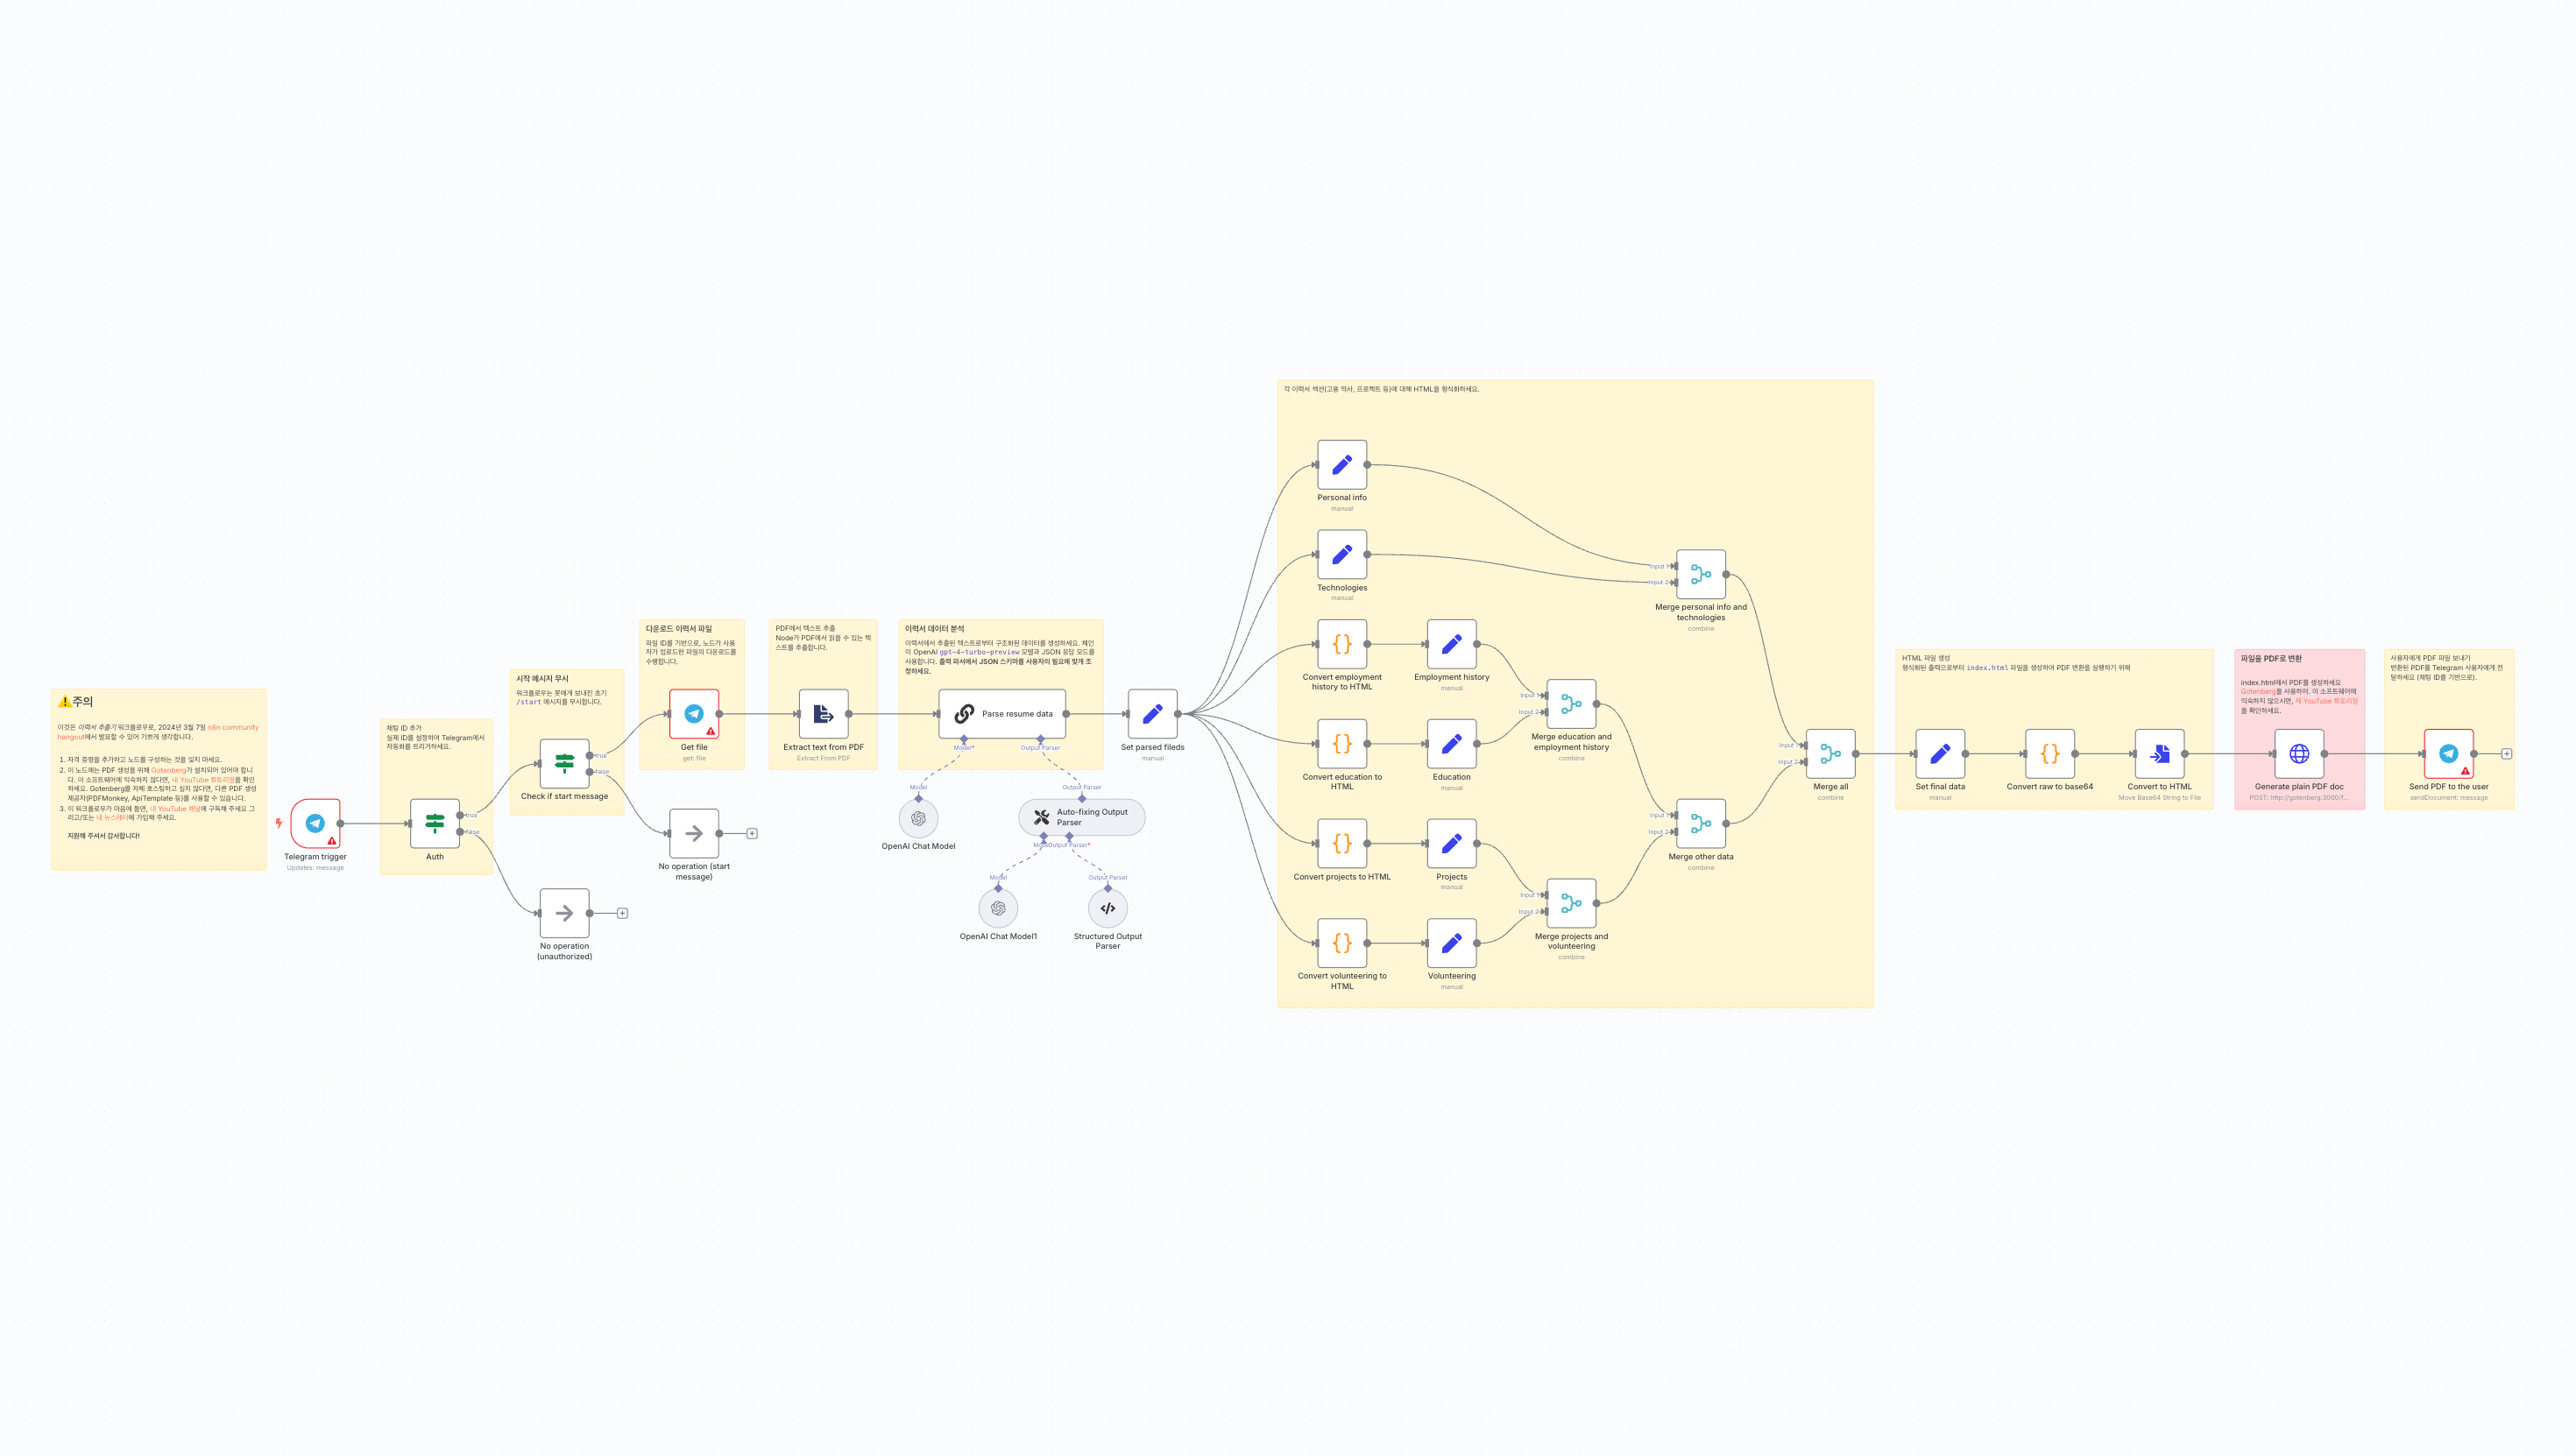 각 이력서 섹션(고용 역사, 프로젝트 등)에 대해 HTML을 형식화하세요.
Personal info
manual
Technologies
manual
Input 1
Input 2
Merge personal info and
technologies
combine
⚠️주의
이것은 이력서 추출기 워크플로우로, 2024년 3월 7일 n8n community
hangout에서 발표할 수 있어 기쁘게 생각합니다.
1. 자격 증명을 추가하고 노드를 구성하는 것을 잊지 마세요.
2. 이 노드에는 PDF 생성을 위해 Gotenberg가 설치되어 있어야 합니
다. 이 소프트웨어에 익숙하지 않다면, 내 YouTube 튜토리얼을 확인
하세요. Gotenberg를 자체 호스팅하고 싶지 않다면, 다른 PDF 생성
제공자(PDFMonkey, ApiTemplate 등)를 사용할 수 있습니다.
3. 이 워크플로우가 마음에 들면, 내 YouTube 채널에 구독해 주세요 그
리고/또는 내 뉴스레터에 가입해 주세요.
지원해 주셔서 감사합니다!
Telegram trigger
Updates: message
채팅 ID 추가
실제 ID를 설정하여 Telegram에서
자동화를 트리거하세요.
Auth
true
false
No operation
(unauthorized)
시작 메시지 무시
워크플로우는 봇에게 보내진 초기
/start 메시지를 무시합니다.
Check if start message
true
false
No operation (start
message)
다운로드 이력서 파일
파일 ID를 기반으로, 노드가 사용
자가 업로드한 파일의 다운로드를
수행합니다.
Get file
get: file
PDF에서 텍스트 추출
Node가 PDF에서 읽을 수 있는 텍
스트를 추출합니다.
Extract text from PDF
Extract From PDF
이력서 데이터 분석
이력서에서 추출된 텍스트로부터 구조화된 데이터를 생성하세요. 체인
이 OpenAI gpt-4-turbo-preview 모델과 JSON 응답 모드를
사용합니다. 출력 파서에서 JSON 스키마를 사용자의 필요에 맞게 조
정하세요.
Parse resume data
Model*
Output Parser
Model
OpenAI Chat Model
Output Parser
Auto-fixing Output
Parser
Model
Output Parser*
Model
OpenAI Chat Model1
Output Parser
Structured Output
Parser
Set parsed fileds
manual
Convert employment
history to HTML
Employment history
manual
Convert education to
HTML
Education
manual
Input 1
Input 2
Merge education and
employment history
combine
Convert projects to HTML
Projects
manual
Convert volunteering to
HTML
Volunteering
manual
Input 1
Input 2
Merge projects and
volunteering
combine
Input 1
Input 2
Merge other data
combine
Input 1
Input 2
Merge all
combine
HTML 파일 생성
형식화된 출력으로부터 index.html 파일을 생성하여 PDF 변환을 실행하기 위해
Set final data
manual
Convert raw to base64
Convert to HTML
Move Base64 String to File
파일을 PDF로 변환
Index.html에서 PDF를 생성하세요
Gotenberg를 사용하여. 이 소프트웨어에
익숙하지 않으시면, 제 YouTube 튜토리얼
을 확인하세요.
Generate plain PDF doc
POST: http://gotenberg:3000/f...
사용자에게 PDF 파일 보내기
변환된 PDF를 Telegram 사용자에게 전
달하세요 (채팅 ID를 기반으로).
Send PDF to the user
sendDocument: message